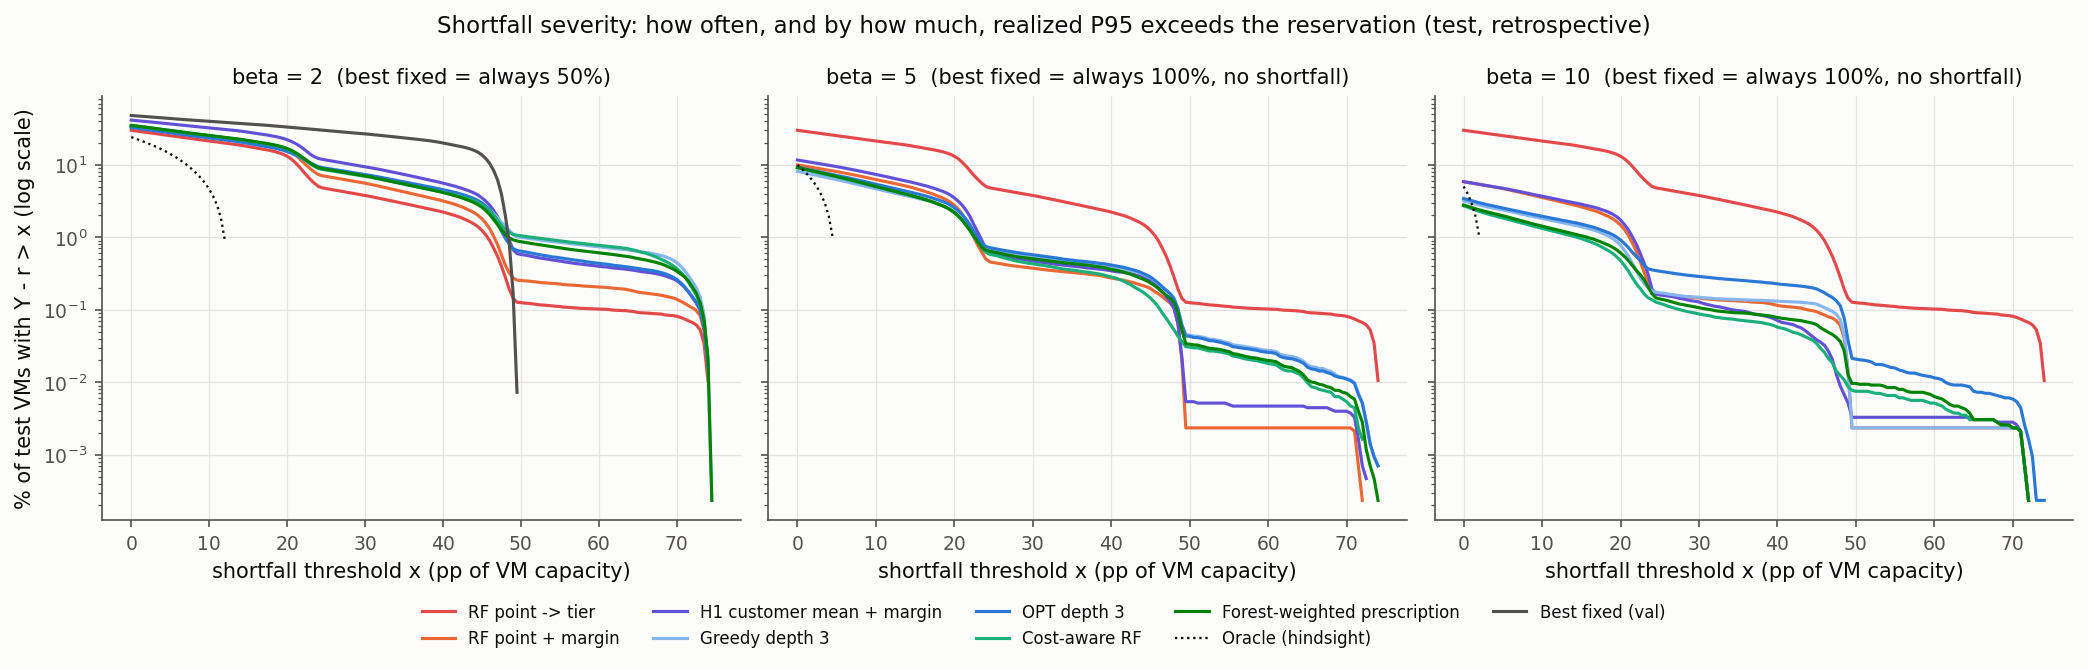 Shortfall severity: how often, and by how much, realized P95 exceeds the reservation (test, retrospective)
beta = 2 (best fixed = always 50%)
beta = 5 (best fixed = always 100%, no shortfall)
beta = 10 (best fixed = always 100%, no shortfall)
% of test VMs with Y - r > x (log scale)
10¹
10⁰
10⁻¹
10⁻²
10⁻³
0 10 20 30 40 50 60 70
0 10 20 30 40 50 60 70
0 10 20 30 40 50 60 70
shortfall threshold x (pp of VM capacity)
shortfall threshold x (pp of VM capacity)
shortfall threshold x (pp of VM capacity)
RF point -> tier
RF point + margin
H1 customer mean + margin
Greedy depth 3
OPT depth 3
Cost-aware RF
Forest-weighted prescription
Oracle (hindsight)
Best fixed (val)